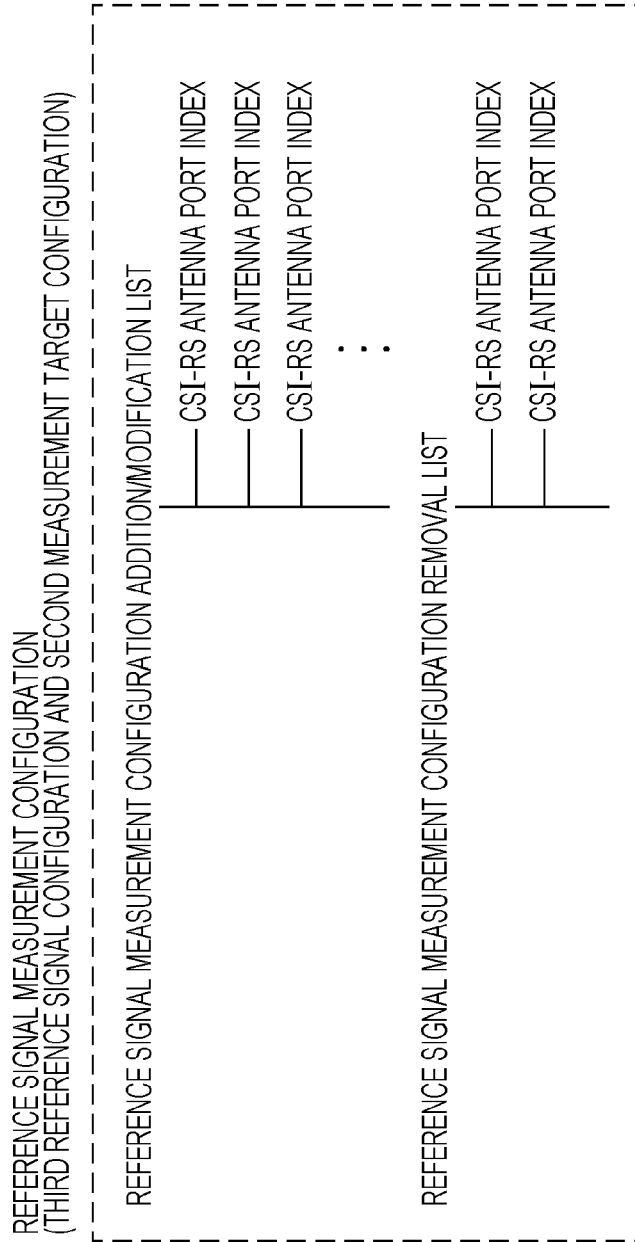 REFERENCE SIGNAL MEASUREMENT CONFIGURATION
(THIRD REFERENCE SIGNAL CONFIGURATION AND SECOND MEASUREMENT TARGET CONFIGURATION)
REFERENCE SIGNAL MEASUREMENT CONFIGURATION ADDITION/MODIFICATION LIST
CSI-RS ANTENNA PORT INDEX
CSI-RS ANTENNA PORT INDEX
CSI-RS ANTENNA PORT INDEX
...
REFERENCE SIGNAL MEASUREMENT CONFIGURATION REMOVAL LIST
CSI-RS ANTENNA PORT INDEX
CSI-RS ANTENNA PORT INDEX